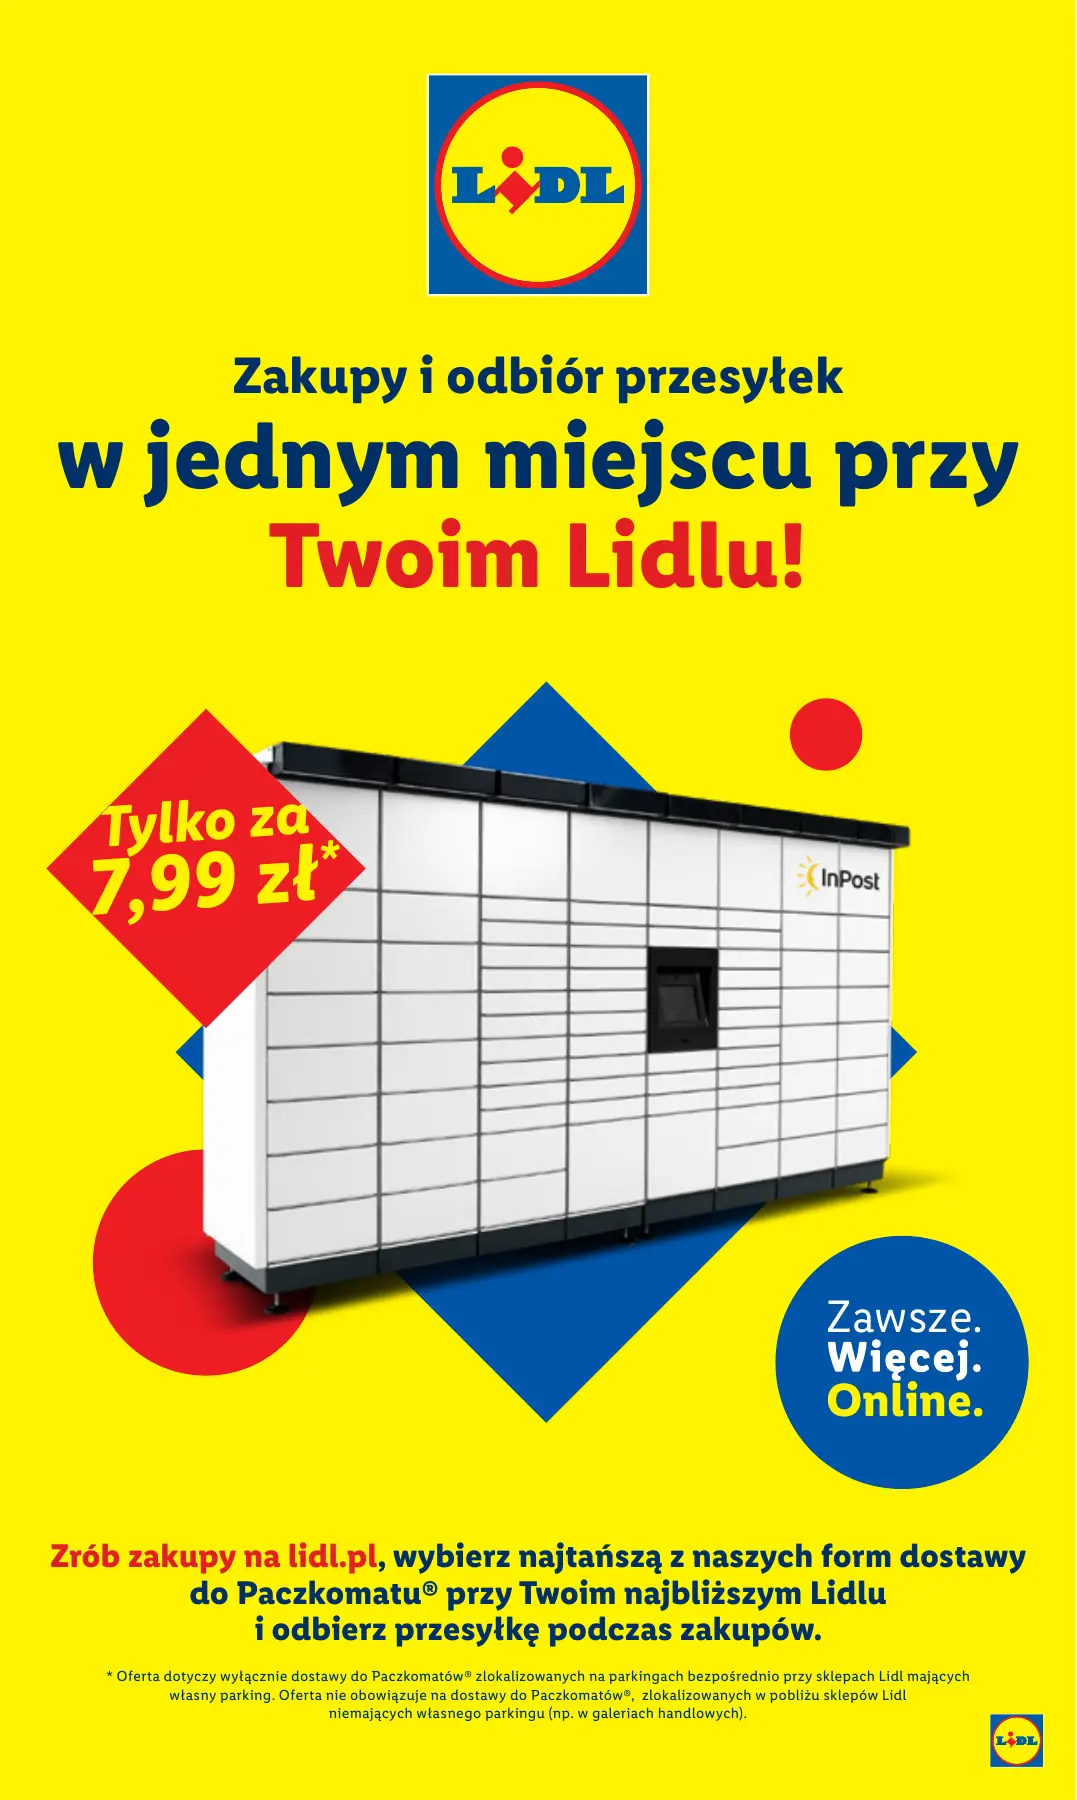 LIDL
Zakupy i odbiór przesyłek
w jednym miejscu przy
Twoim Lidlu!
Tylko za
7,99 zł*
InPost
Zawsze.
Więcej.
Online.
Zrób zakupy na lidl.pl, wybierz najtańszą z naszych form dostawy
do Paczkomatu® przy Twoim najbliższym Lidlu
i odbierz przesyłkę podczas zakupów.
* Oferta dotyczy wyłącznie dostawy do Paczkomatów® zlokalizowanych na parkingach bezpośrednio przy sklepach Lidl mających
własny parking. Oferta nie obowiązuje na dostawy do Paczkomatów®, zlokalizowanych w pobliżu sklepów Lidl
niemających własnego parkingu (np. w galeriach handlowych).
LIDL